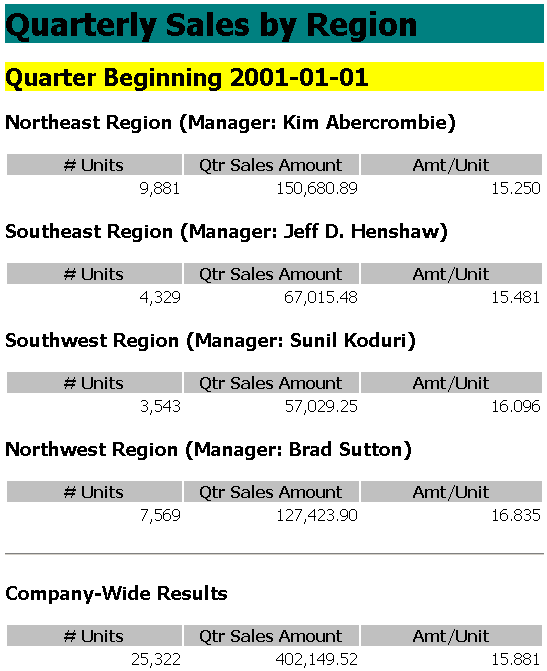 Quarterly Sales by Region
Quarter Beginning 2001-01-01
Northeast Region (Manager: Kim Abercrombie)
# Units Qtr Sales Amount Amt/Unit
9,881 150,680.89 15.250
Southeast Region (Manager: Jeff D. Henshaw)
# Units Qtr Sales Amount Amt/Unit
4,329 67,015.48 15.481
Southwest Region (Manager: Sunil Koduri)
# Units Qtr Sales Amount Amt/Unit
3,543 57,029.25 16.096
Northwest Region (Manager: Brad Sutton)
# Units Qtr Sales Amount Amt/Unit
7,569 127,423.90 16.835
Company-Wide Results
# Units Qtr Sales Amount Amt/Unit
25,322 402,149.52 15.881